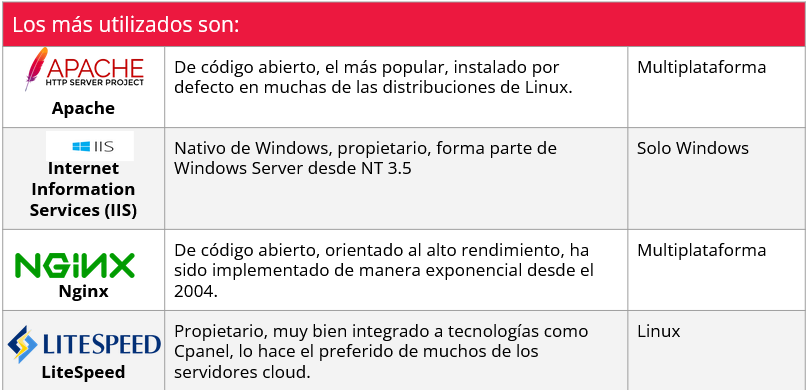 Los más utilizados son:
APACHE
HTTP SERVER PROJECT
Apache
De código abierto, el más popular, instalado por
defecto en muchas de las distribuciones de Linux.
Multiplataforma
IIS
Internet
Information
Services (IIS)
Nativo de Windows, propietario, forma parte de
Windows Server desde NT 3.5
Solo Windows
NGINX
Nginx
De código abierto, orientado al alto rendimiento, ha
sido implementado de manera exponencial desde el
2004.
Multiplataforma
LITESPEED
LiteSpeed
Propietario, muy bien integrado a tecnologías como
Cpanel, lo hace el preferido de muchos de los
servidores cloud.
Linux